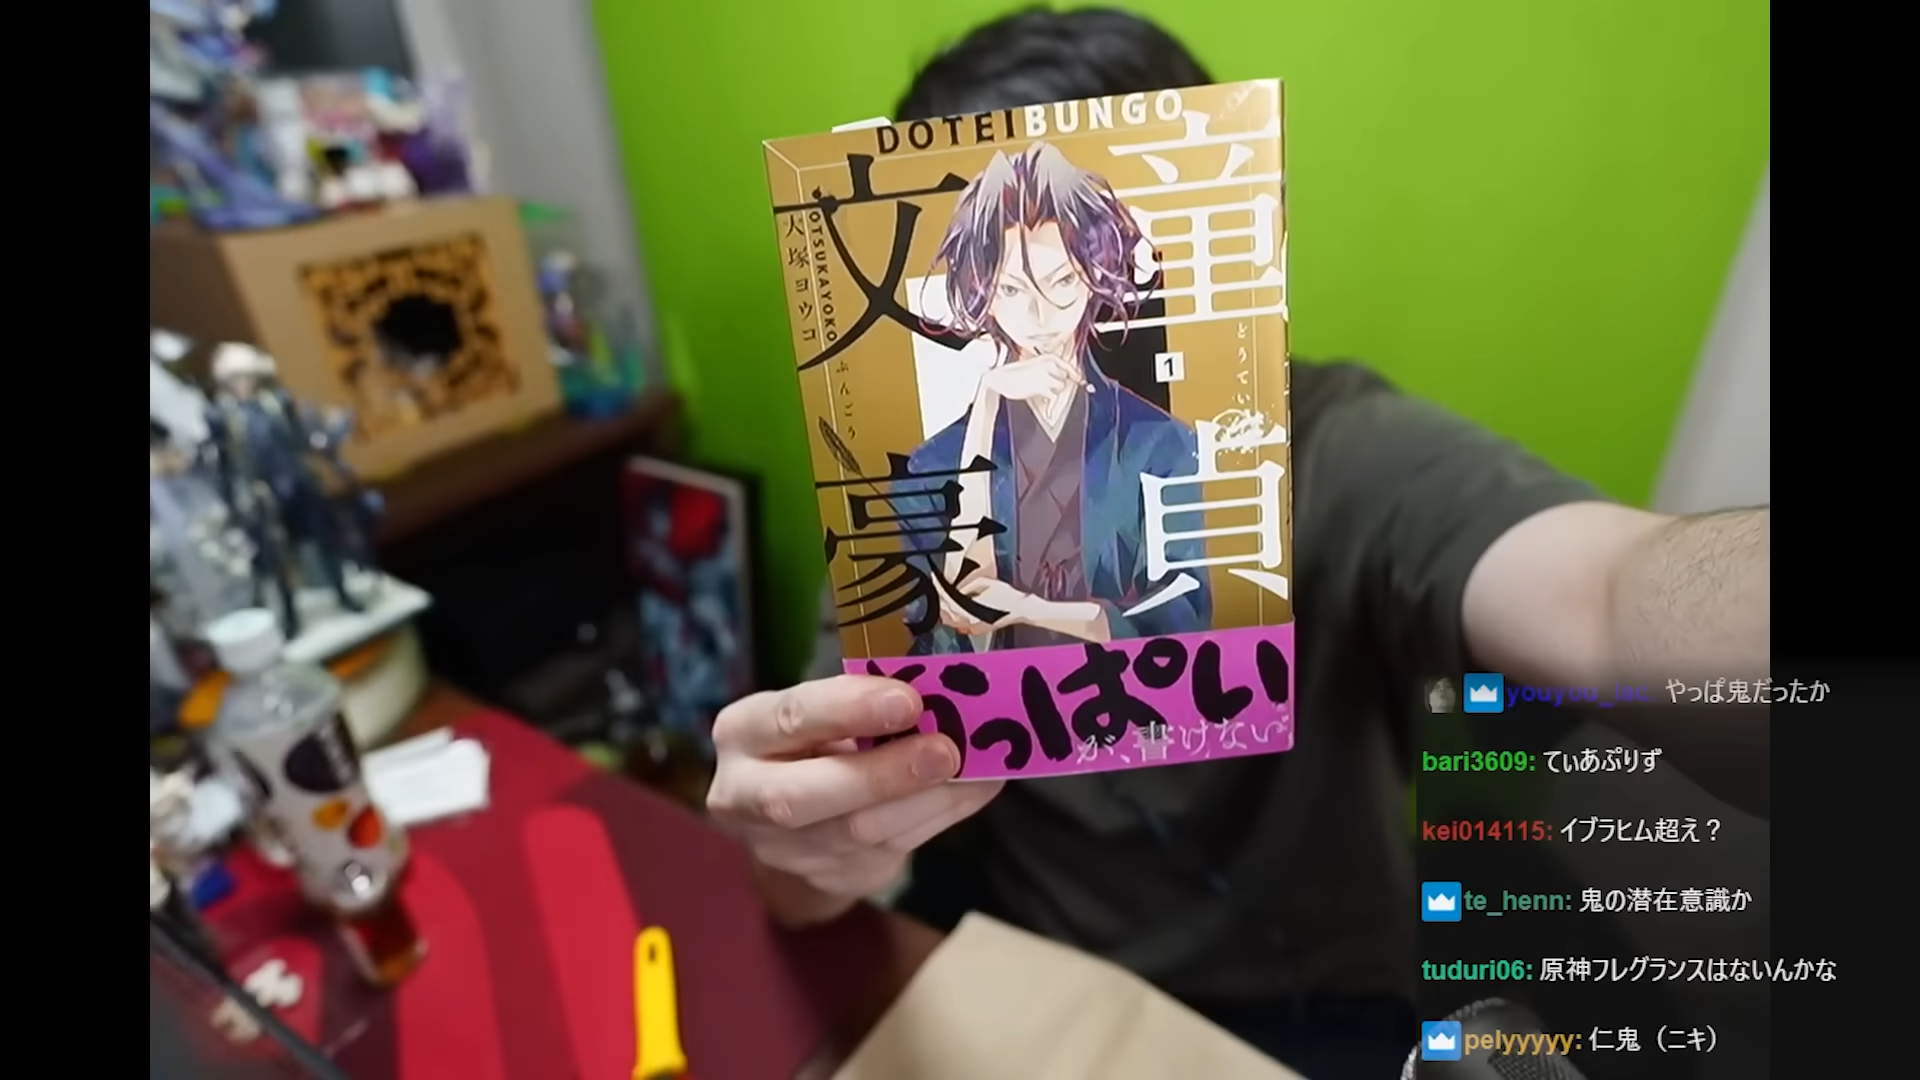 DOTEIBUNGO
童貞
どうてい
文豪
ぶんごう
1
OTSUKAYOKO
大塚ヨウコ
おっぱい
が、書けない
youyou_iac: やっぱ鬼だったか
bari3609: てぃあぷりず
kei014115: イブラヒム超え？
te_henn: 鬼の潜在意識か
tuduri06: 原神フレグランスはないんかな
pelyyyyy: 仁鬼（ニキ）